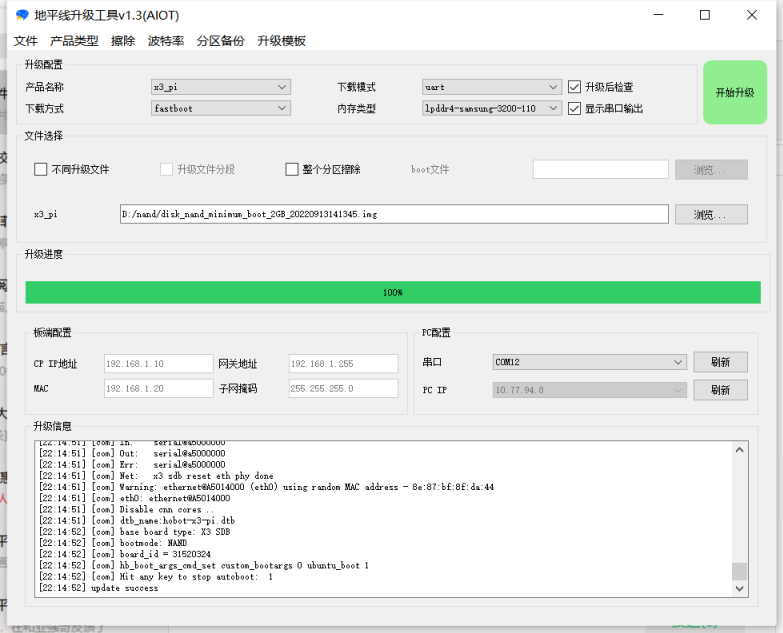 地平线升级工具v1.3(AIOT)
文件 产品类型 擦除 波特率 分区备份 升级模板
升级配置
产品名称 x3_pi 下载模式 uart 升级后检查
下载方式 fastboot 内存类型 lpddr4-samsung-3200-110 显示串口输出
开始升级
文件选择
不同升级文件 升级文件分段 整个分区擦除 boot文件 浏览...
x3_pi D:/nand/disk_nand_minimum_boot_2GB_20220913141345.img 浏览...
升级进度
100%
板端配置
CP IP地址 192.168.1.10 网关地址 192.168.1.255
MAC 192.168.1.20 子网掩码 255.255.255.0
PC配置
串口 COM12 刷新
PC IP 10.77.94.8 刷新
升级信息
[22:14:51] [com] In: serial@a5000000
[22:14:51] [com] Out: serial@a5000000
[22:14:51] [com] Err: serial@a5000000
[22:14:51] [com] Net: x3 sdb reset eth phy done
[22:14:51] [com] Warning: ethernet@A5014000 (eth0) using random MAC address - 8e:87:bf:8f:da:44
[22:14:51] [com] eth0: ethernet@A5014000
[22:14:51] [com] Disable cnn cores ..
[22:14:51] [com] dtb_name:hobot-x3-pi.dtb
[22:14:52] [com] base board type: X3 SDB
[22:14:52] [com] bootmode: NAND
[22:14:52] [com] board_id = 31520324
[22:14:52] [com] hb_boot_args_cmd_set custom_bootargs 0 ubuntu_boot 1
[22:14:52] [com] Hit any key to stop autoboot: 1
[22:14:52] update success